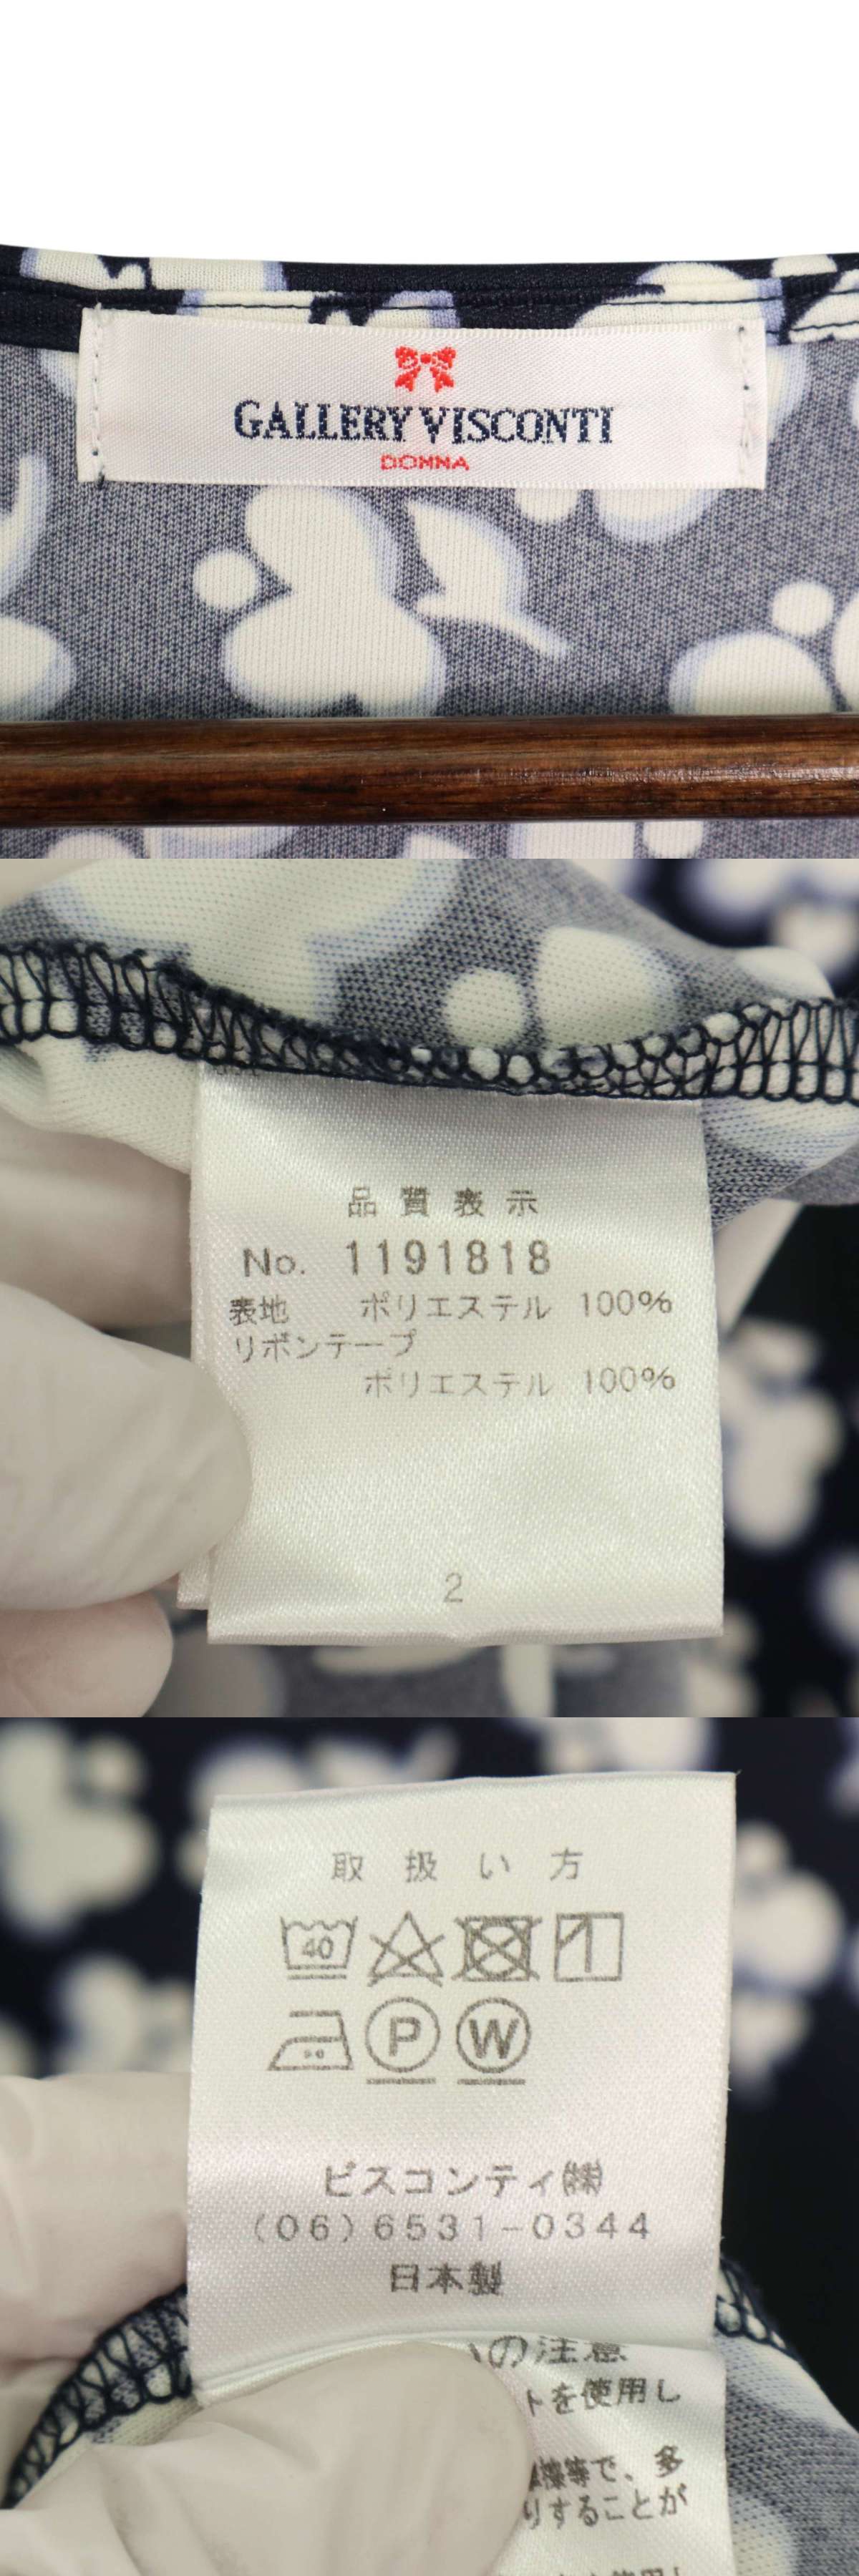 GALLERY VISCONTI
DONNA
品質表示
No. 1191818
表地 ポリエステル 100%
リボンテープ
ポリエステル 100%
2
取扱い方
40
P W
ビスコンティ㈱
(06)6531-0344
日本製
の注意
トを使用し
等で、多
りすることが